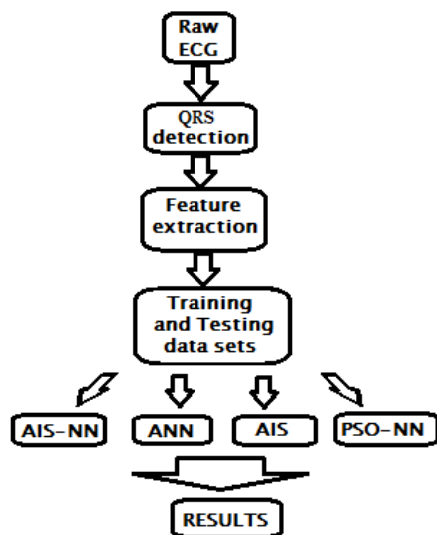 Raw
ECG
QRS
detection
Feature
extraction
Training
and Testing
data sets
AIS-NN
ANN
AIS
PSO-NN
RESULTS